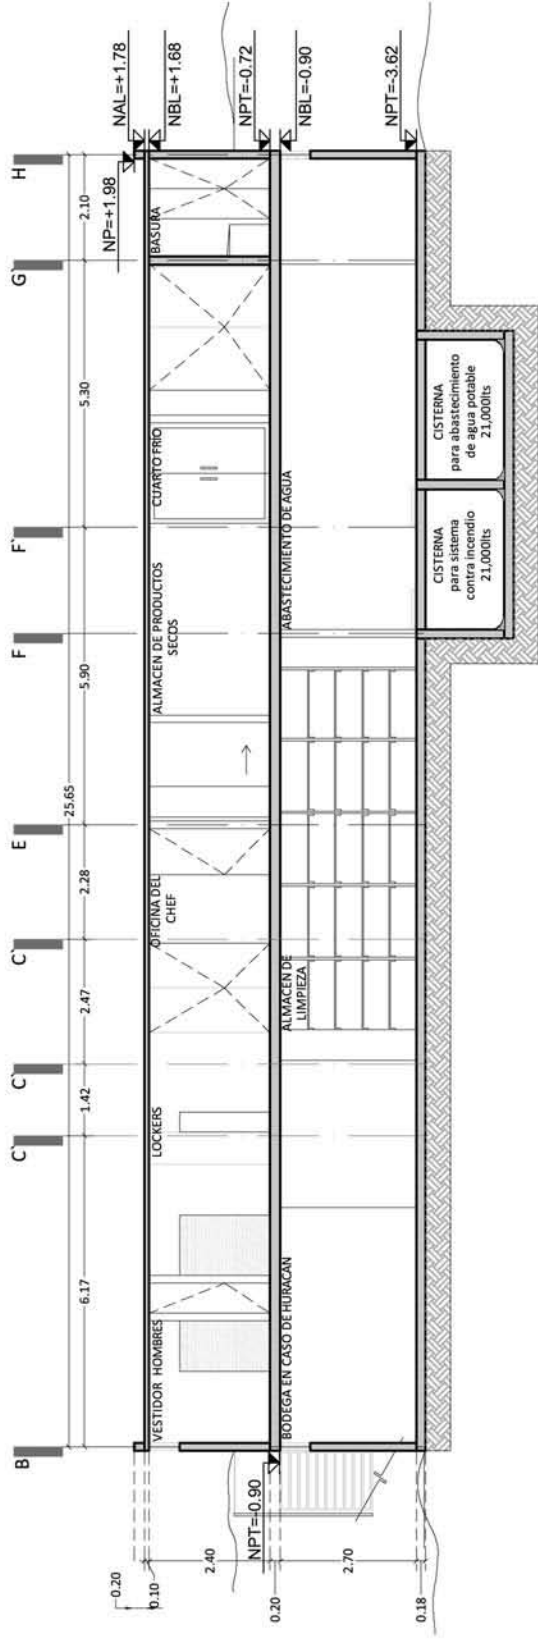 B
C`
C`
C`
E
F
F`
G`
H
25.65
6.17
1.42
2.47
2.28
5.90
5.30
2.10
NP=+1.98
NAL=+1.78
NBL=+1.68
NPT=-0.72
NBL=-0.90
NPT=-3.62
0.20
0.10
2.40
0.20
2.70
0.18
NPT=-0.90
VESTIDOR HOMBRES
LOCKERS
OFICINA DEL
CHEF
ALMACEN DE PRODUCTOS
SECOS
CUARTO FRIO
BASURA
BODEGA EN CASO DE HURACAN
ALMACEN DE
LIMPIEZA
ABASTECIMIENTO DE AGUA
CISTERNA
para sistema
contra incendio
21,000lts
CISTERNA
para abastecimiento
de agua potable
21,000lts